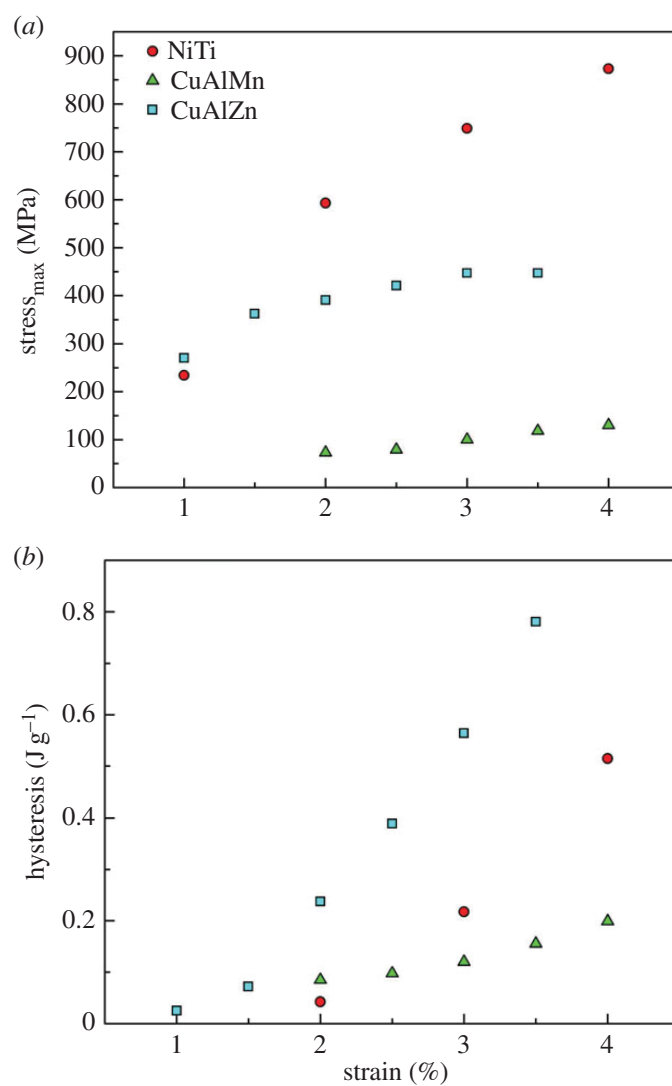 (a)
900
800
700
600
500
400
300
200
100
0
stress_max (MPa)
NiTi
CuAlMn
CuAlZn
1 2 3 4
(b)
0.8
0.6
0.4
0.2
0
hysteresis (J g⁻¹)
1 2 3 4
strain (%)